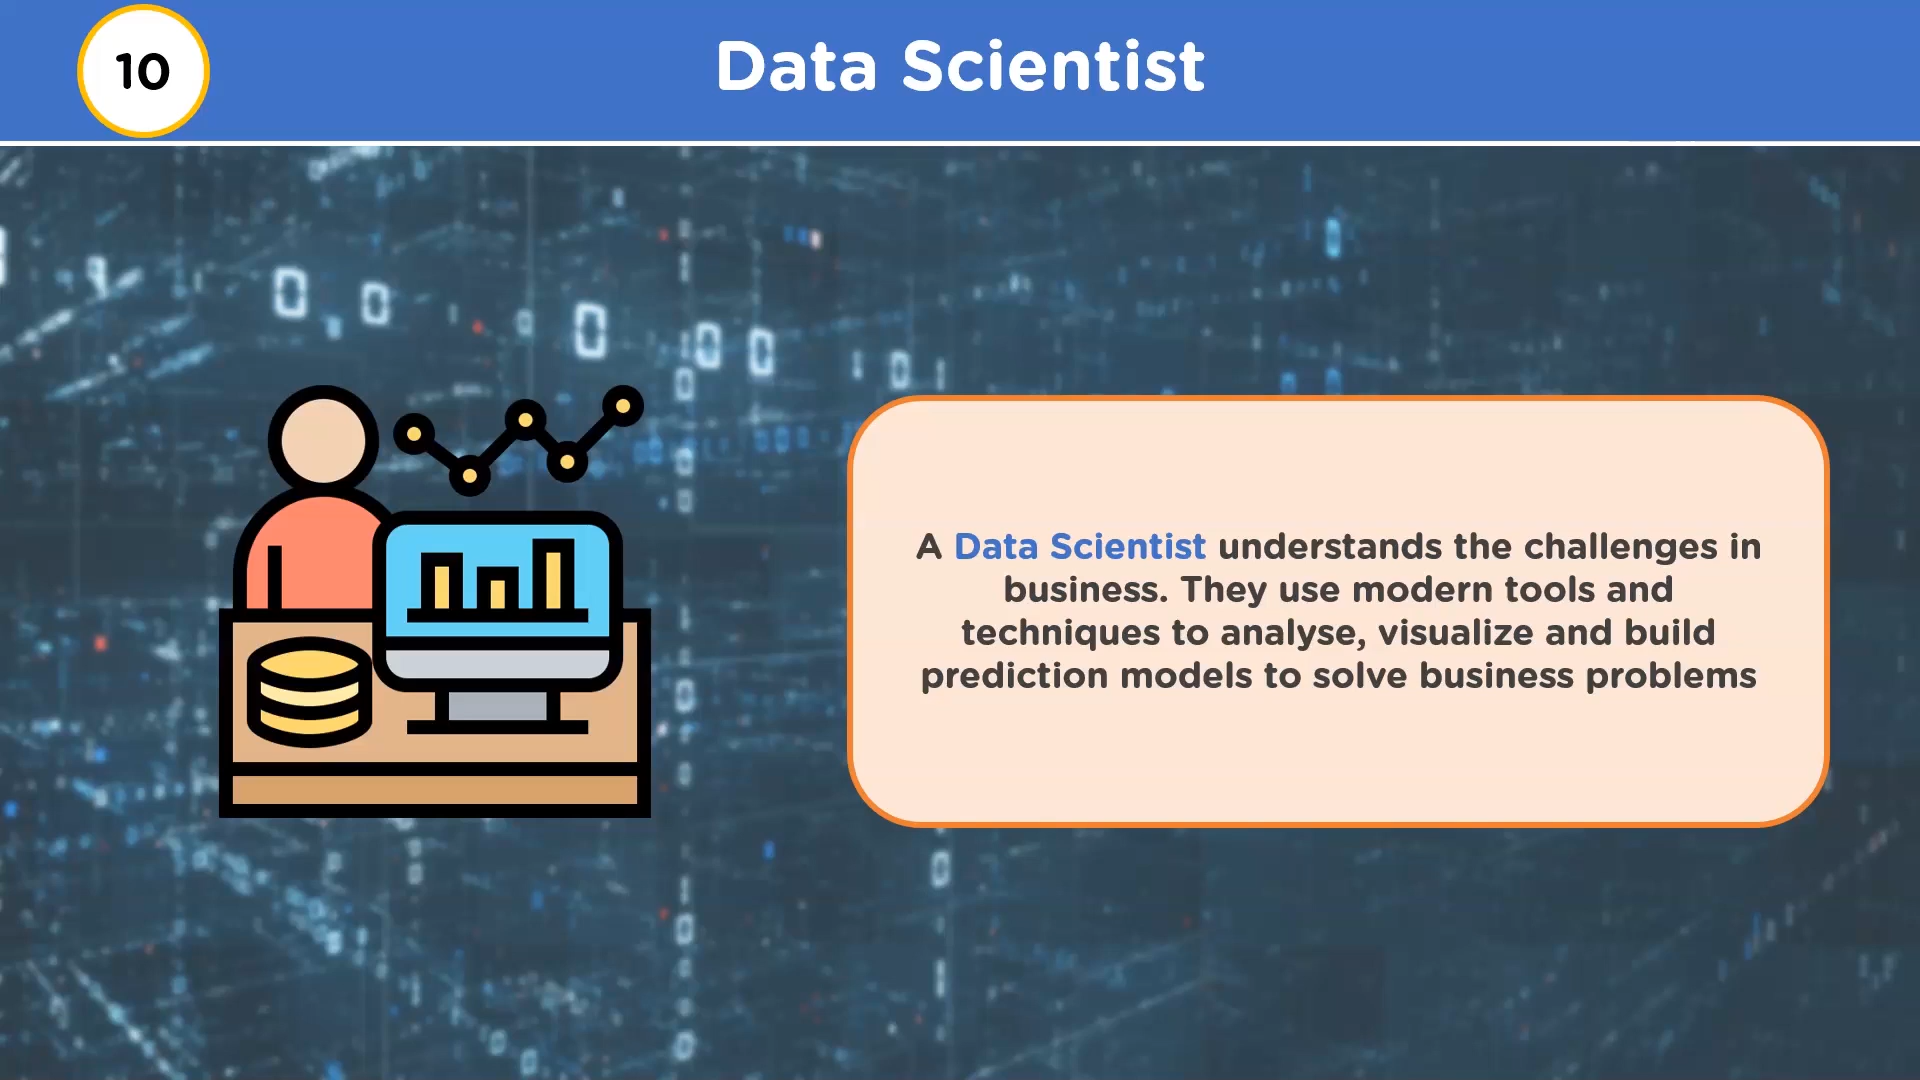 10
Data Scientist
A Data Scientist understands the challenges in
business. They use modern tools and
techniques to analyse, visualize and build
prediction models to solve business problems